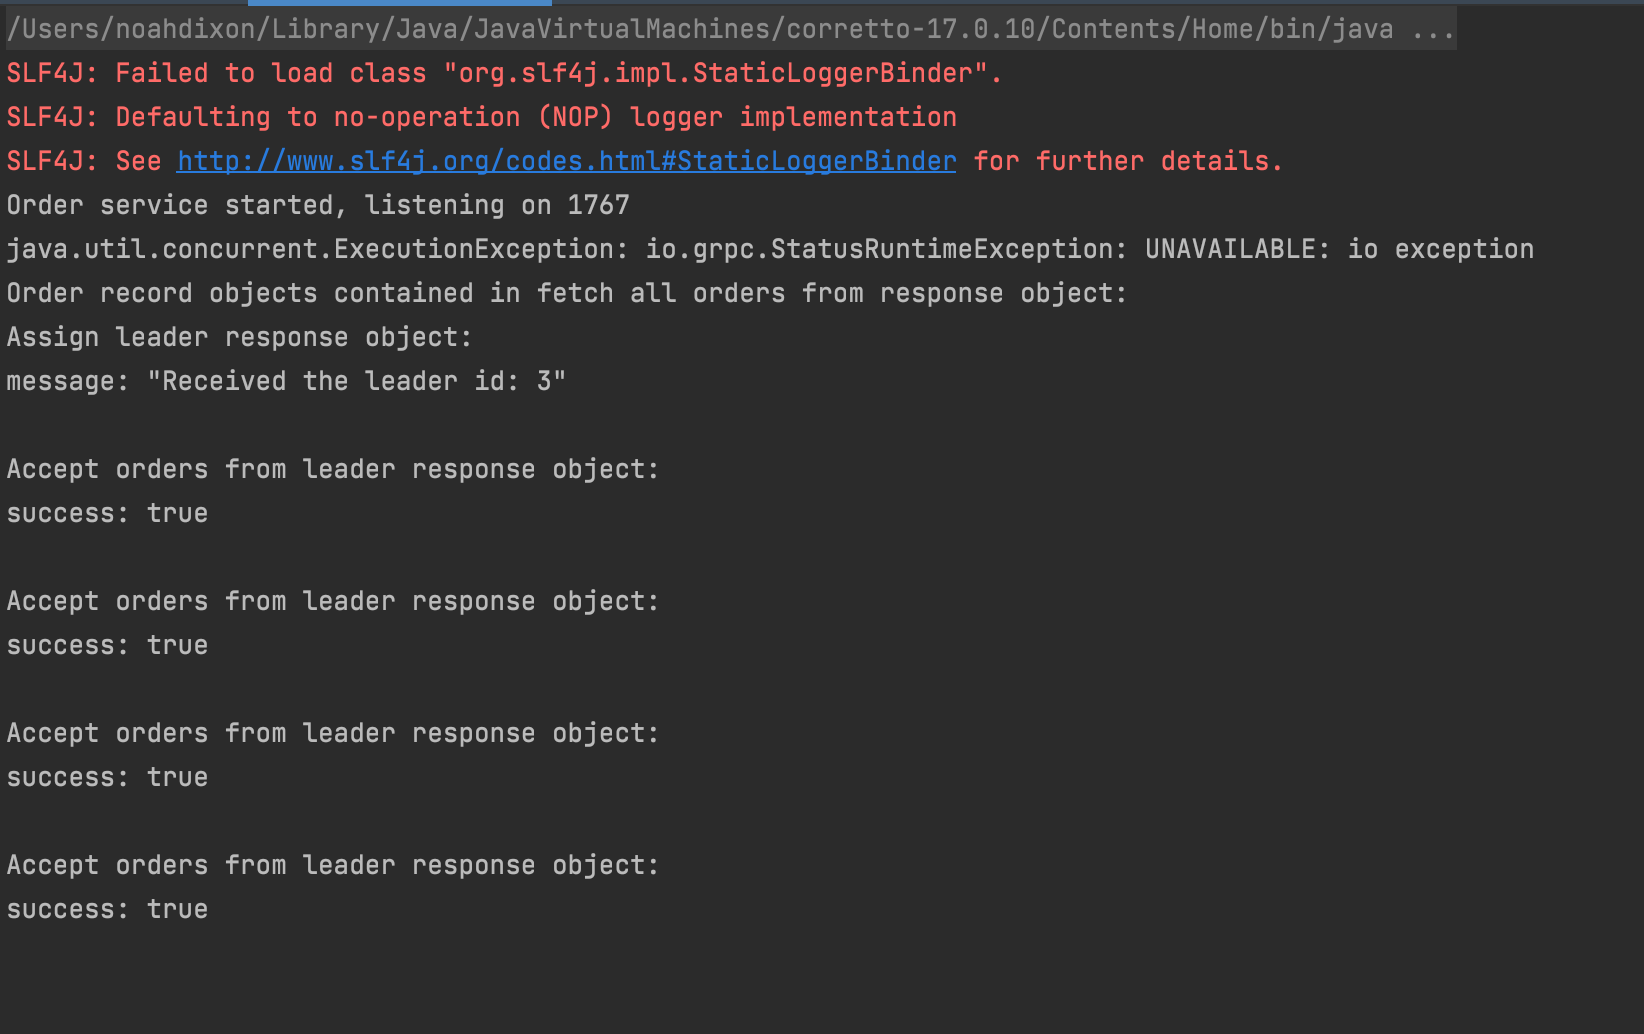 /Users/noahdixon/Library/Java/JavaVirtualMachines/corretto-17.0.10/Contents/Home/bin/java ...
SLF4J: Failed to load class "org.slf4j.impl.StaticLoggerBinder".
SLF4J: Defaulting to no-operation (NOP) logger implementation
SLF4J: See http://www.slf4j.org/codes.html#StaticLoggerBinder for further details.
Order service started, listening on 1767
java.util.concurrent.ExecutionException: io.grpc.StatusRuntimeException: UNAVAILABLE: io exception
Order record objects contained in fetch all orders from response object:
Assign leader response object:
message: "Received the leader id: 3"
Accept orders from leader response object:
success: true
Accept orders from leader response object:
success: true
Accept orders from leader response object:
success: true
Accept orders from leader response object:
success: true